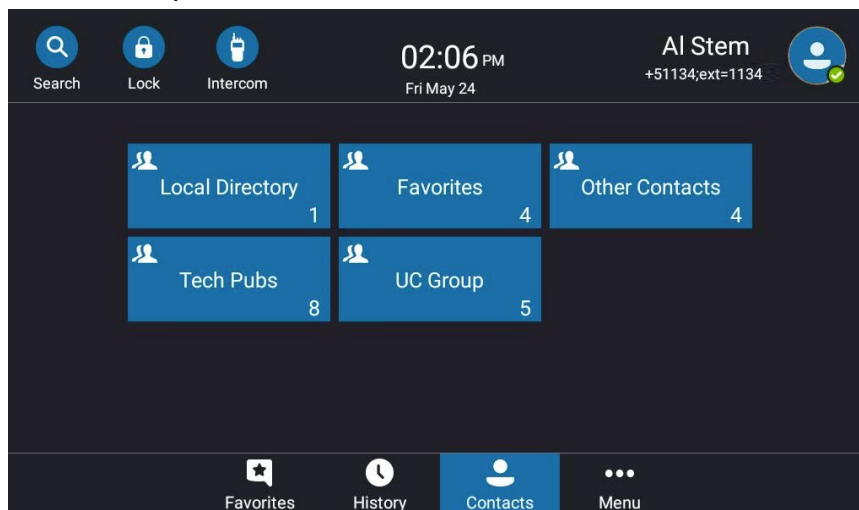 Search
Lock
Intercom
02:06 PM
Fri May 24
Al Stem
+51134;ext=1134
Local Directory
1
Favorites
4
Other Contacts
4
Tech Pubs
8
UC Group
5
Favorites
History
Contacts
Menu